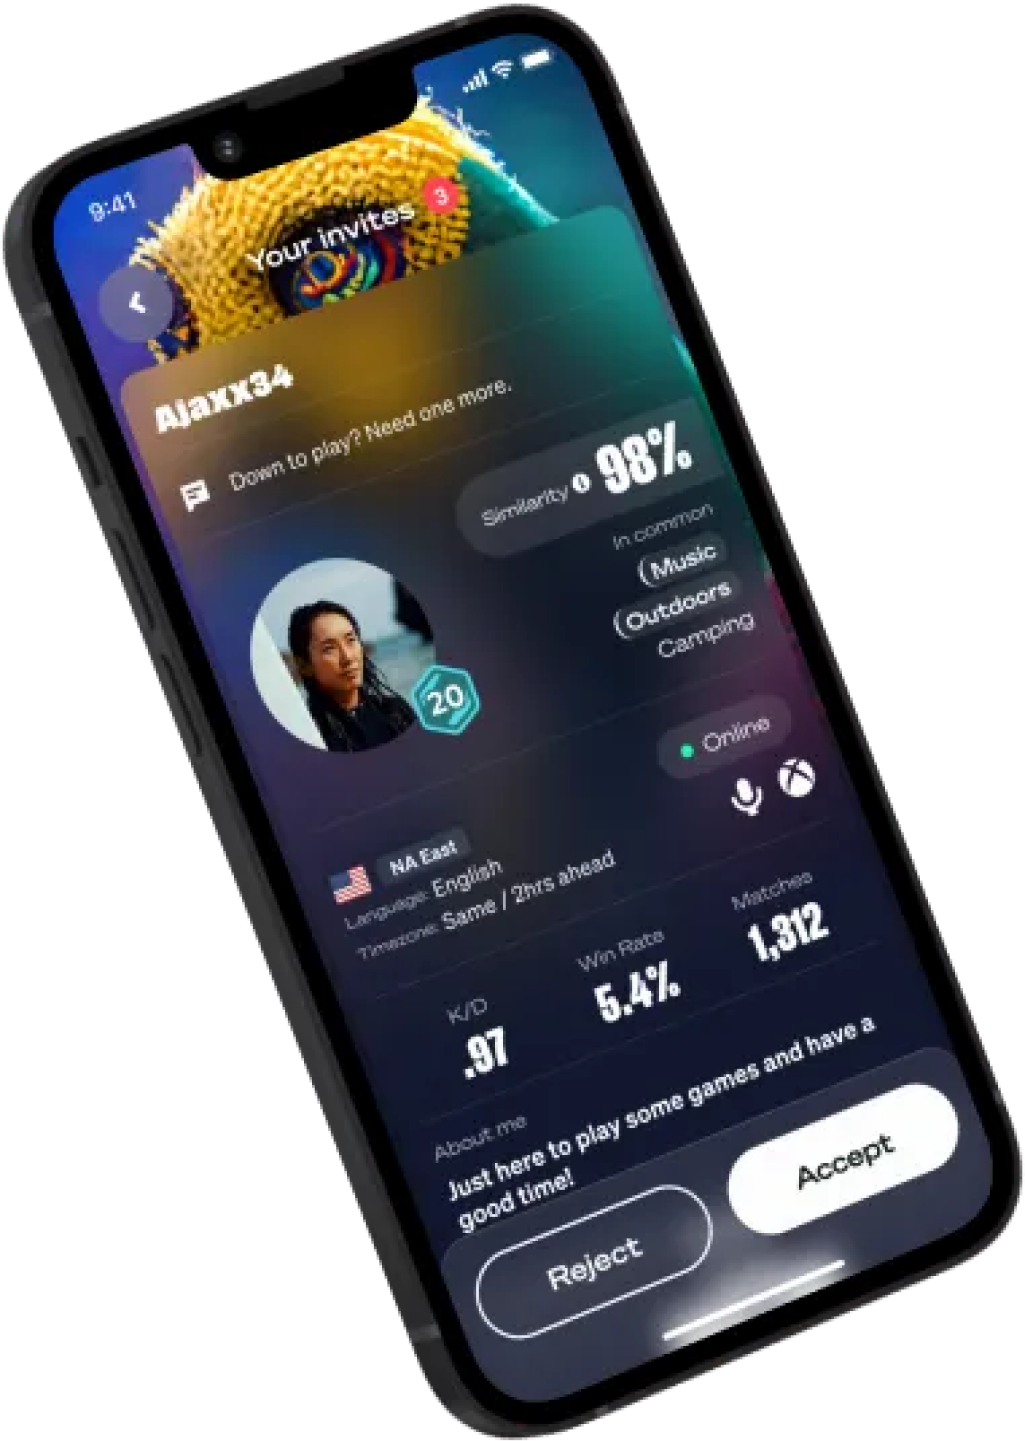 9:41
Your invites 3
Ajaxx34
Down to play? Need one more.
Similarity 98%
In common
Music
Outdoors
Camping
20
Online
NA East
Language: English
Timezone: Same / 2hrs ahead
K/D
.97
Win Rate
5.4%
Matches
1,312
About me
Just here to play some games and have a
good time!
Reject
Accept